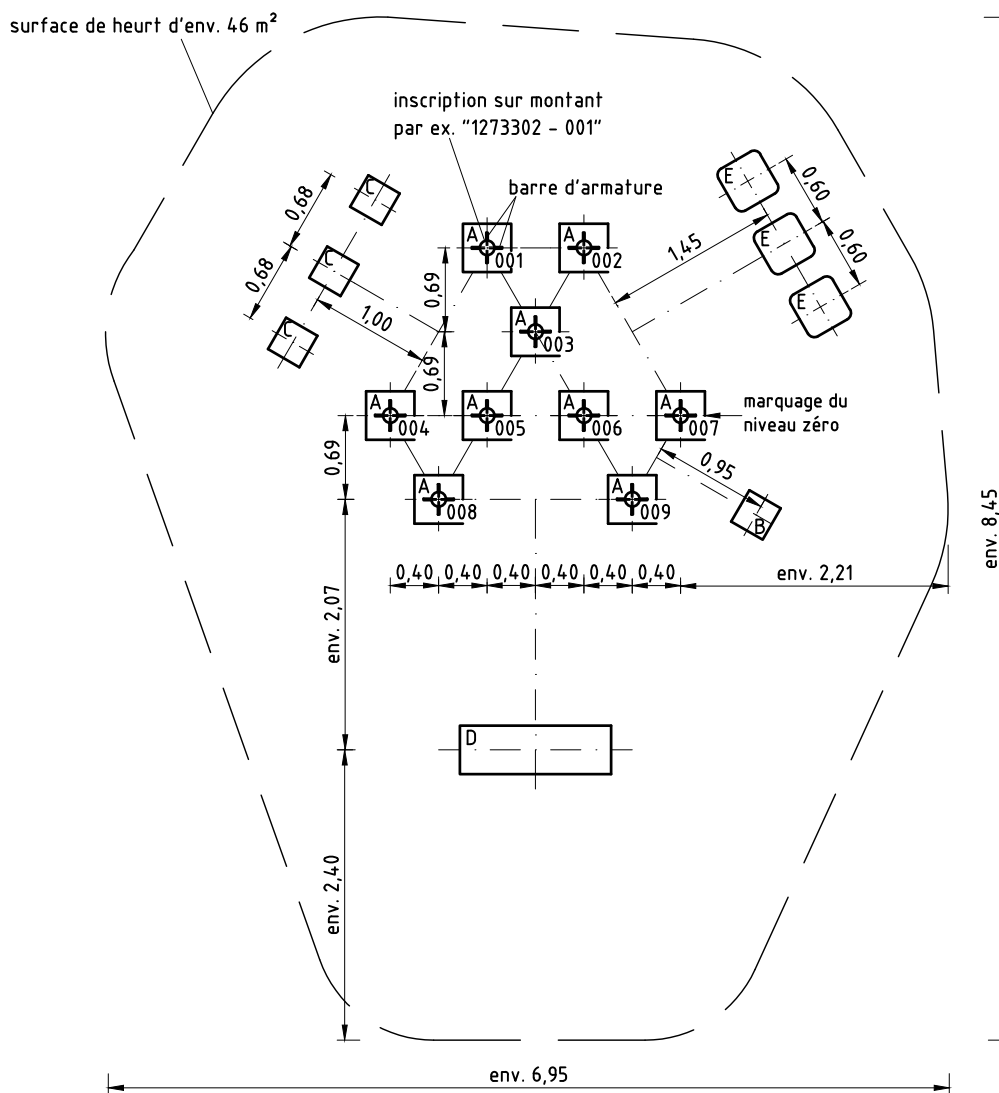 surface de heurt d'env. 46 m²
inscription sur montant
par ex. "1273302 - 001"
barre d'armature
E
0,60
C
0,68
A
001
A
002
E
0,60
1,45
C
0,68
0,69
E
1,00
A
003
C
0,69
A
004
A
005
A
006
A
007
marquage du
niveau zéro
0,69
0,95
A
008
A
009
B
env. 8,45
0,40
0,40
0,40
0,40
0,40
0,40
env. 2,21
env. 2,07
D
env. 2,40
env. 6,95